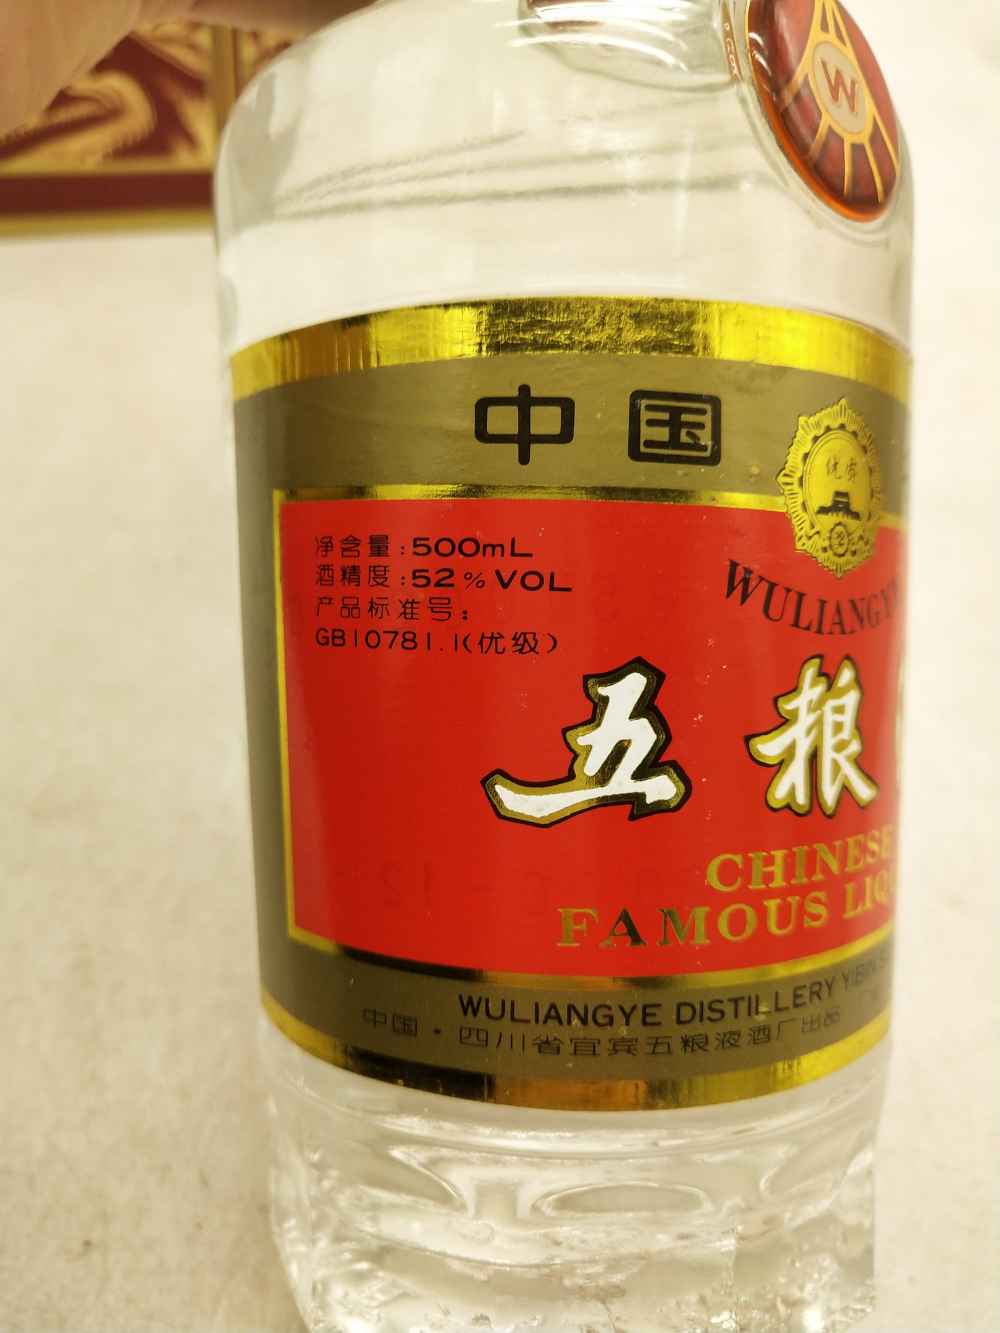 W
中国
优 安
净含量:500mL
酒精度:52%VOL
产品标准号:
GB10781.1(优级)
WULIANGY
五粮
CHINESE
FAMOUS LIQ
WULIANGYE DISTILLERY YIBIN
中国·四川省宜宾五粮液酒厂出品